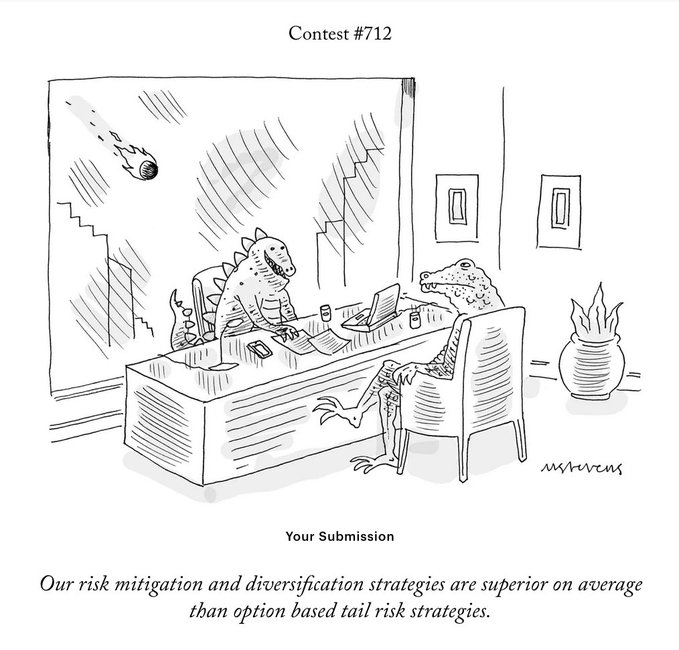 Contest #712
mstevens
Your Submission
Our risk mitigation and diversification strategies are superior on average
than option based tail risk strategies.